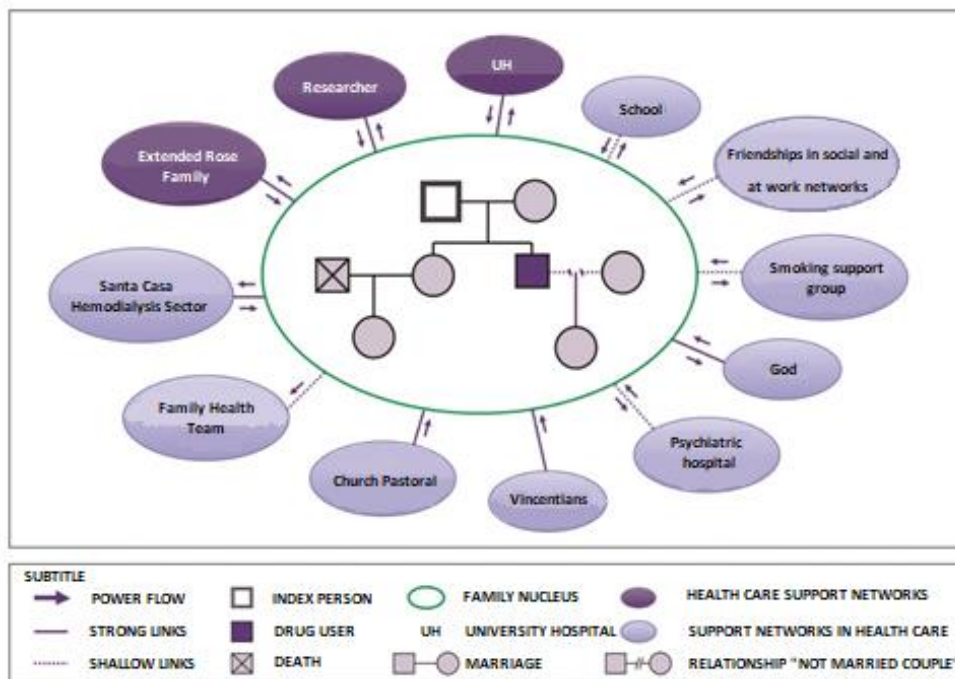 Researcher
UH
School
Extended Rose
Family
Friendships in social and
at work networks
Santa Casa
Hemodialysis Sector
Smoking support
group
God
Family Health
Team
Psychiatric
hospital
Church Pastoral
Vincentians
SUBTITLE
POWER FLOW
INDEX PERSON
FAMILY NUCLEUS
HEALTH CARE SUPPORT NETWORKS
STRONG LINKS
DRUG USER
UH UNIVERSITY HOSPITAL
SUPPORT NETWORKS IN HEALTH CARE
SHALLOW LINKS
DEATH
MARRIAGE
RELATIONSHIP "NOT MARRIED COUPLE"